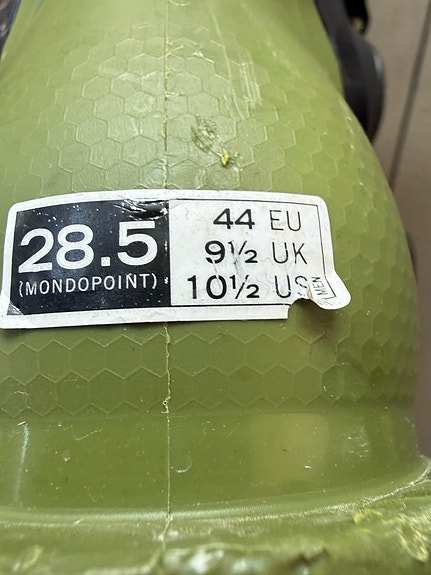 28.5
(MONDOPOINT)
44 EU
9½ UK
10½ US MEN